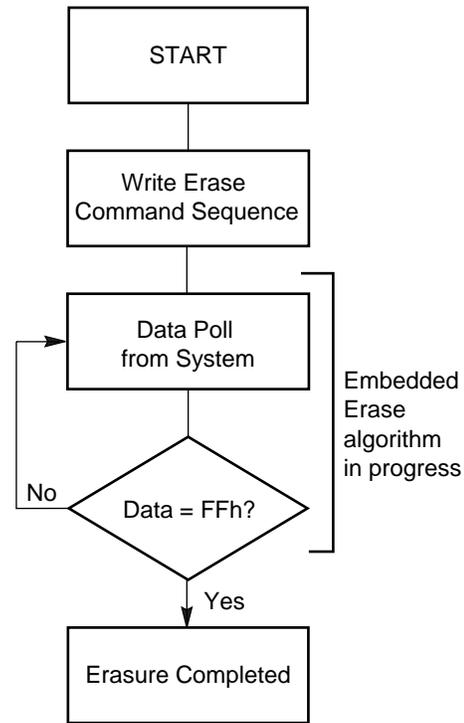 START
Write Erase
Command Sequence
Data Poll
from System
Embedded
Erase
algorithm
in progress
No
Data = FFh?
Yes
Erasure Completed